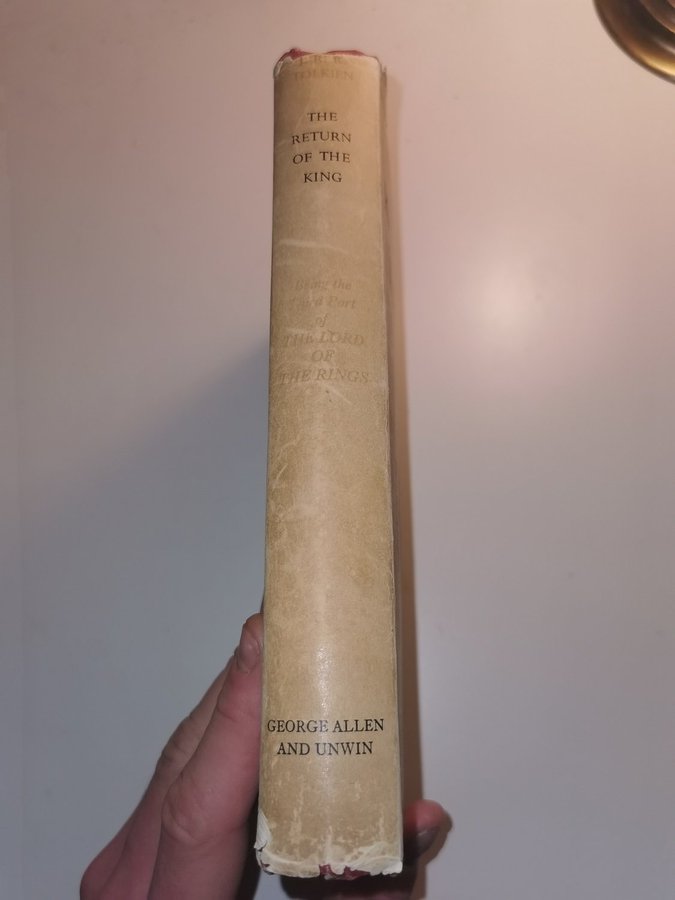 J. R. R.
TOLKIEN
THE
RETURN
OF THE
KING
Being the
Third Part
of
THE LORD
OF
THE RINGS
GEORGE ALLEN
AND UNWIN